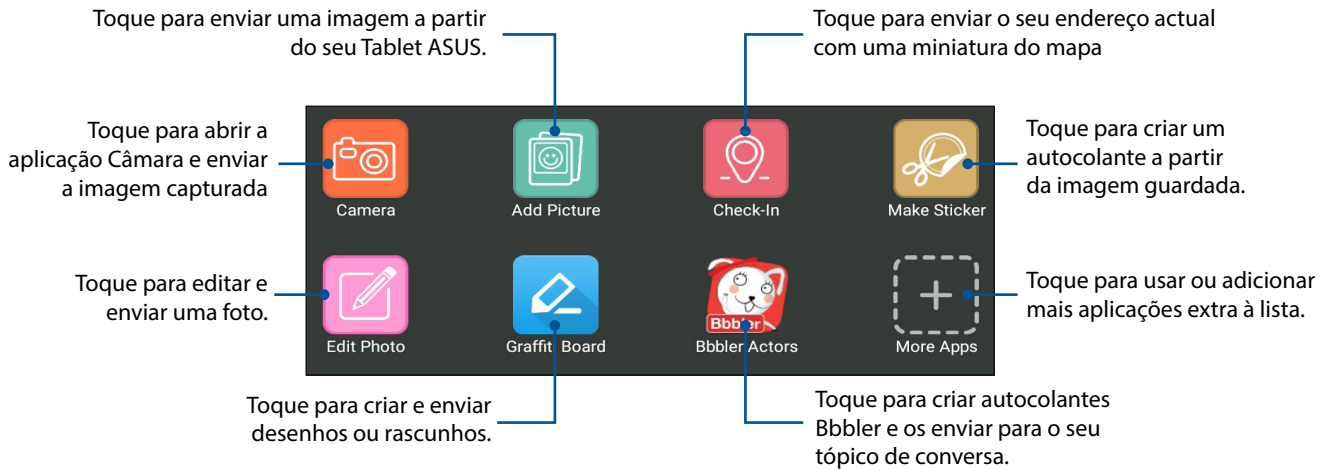 Toque para enviar uma imagem a partir
do seu Tablet ASUS.
Toque para enviar o seu endereço actual
com uma miniatura do mapa
Toque para abrir a
aplicação Câmara e enviar
a imagem capturada
Toque para criar um
autocolante a partir
da imagem guardada.
Camera
Add Picture
Check-In
Make Sticker
Toque para editar e
enviar uma foto.
Toque para usar ou adicionar
mais aplicações extra à lista.
Bbbler
Edit Photo
Graffiti Board
Bbbler Actors
More Apps
Toque para criar e enviar
desenhos ou rascunhos.
Toque para criar autocolantes
Bbbler e os enviar para o seu
tópico de conversa.